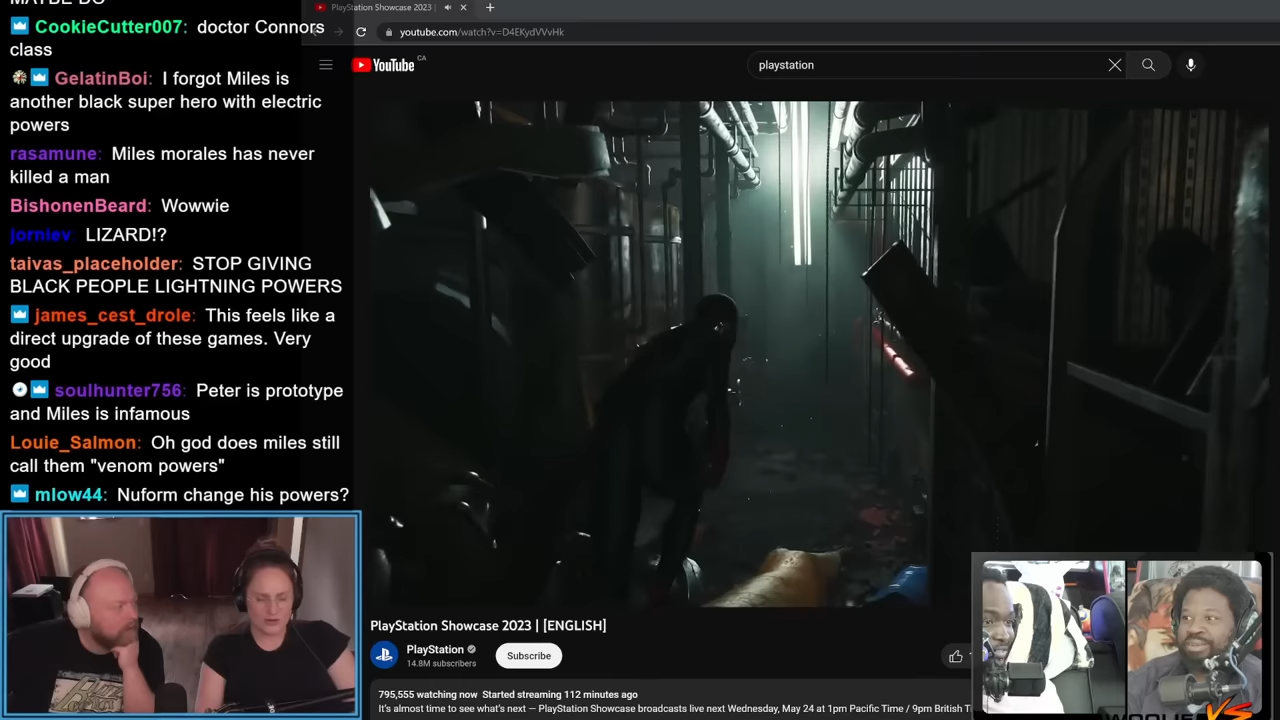 MAYBE DO
CookieCutter007: doctor Connors
class
GelatinBoi: I forgot Miles is
another black super hero with electric
powers
rasamune: Miles morales has never
killed a man
BishonenBeard: Wowwie
jorniev: LIZARD!?
taivas_placeholder: STOP GIVING
BLACK PEOPLE LIGHTNING POWERS
james_cest_drole: This feels like a
direct upgrade of these games. Very
good
soulhunter756: Peter is prototype
and Miles is infamous
Louie_Salmon: Oh god does miles still
call them "venom powers"
mlow44: Nuform change his powers?
PlayStation Showcase 2023 |
youtube.com/watch?v=D4EKydVVvHk
YouTube CA
playstation
PlayStation Showcase 2023 | [ENGLISH]
PlayStation
14.8M subscribers
Subscribe
795,555 watching now Started streaming 112 minutes ago
It's almost time to see what's next — PlayStation Showcase broadcasts live next Wednesday, May 24 at 1pm Pacific Time / 9pm British T
VS